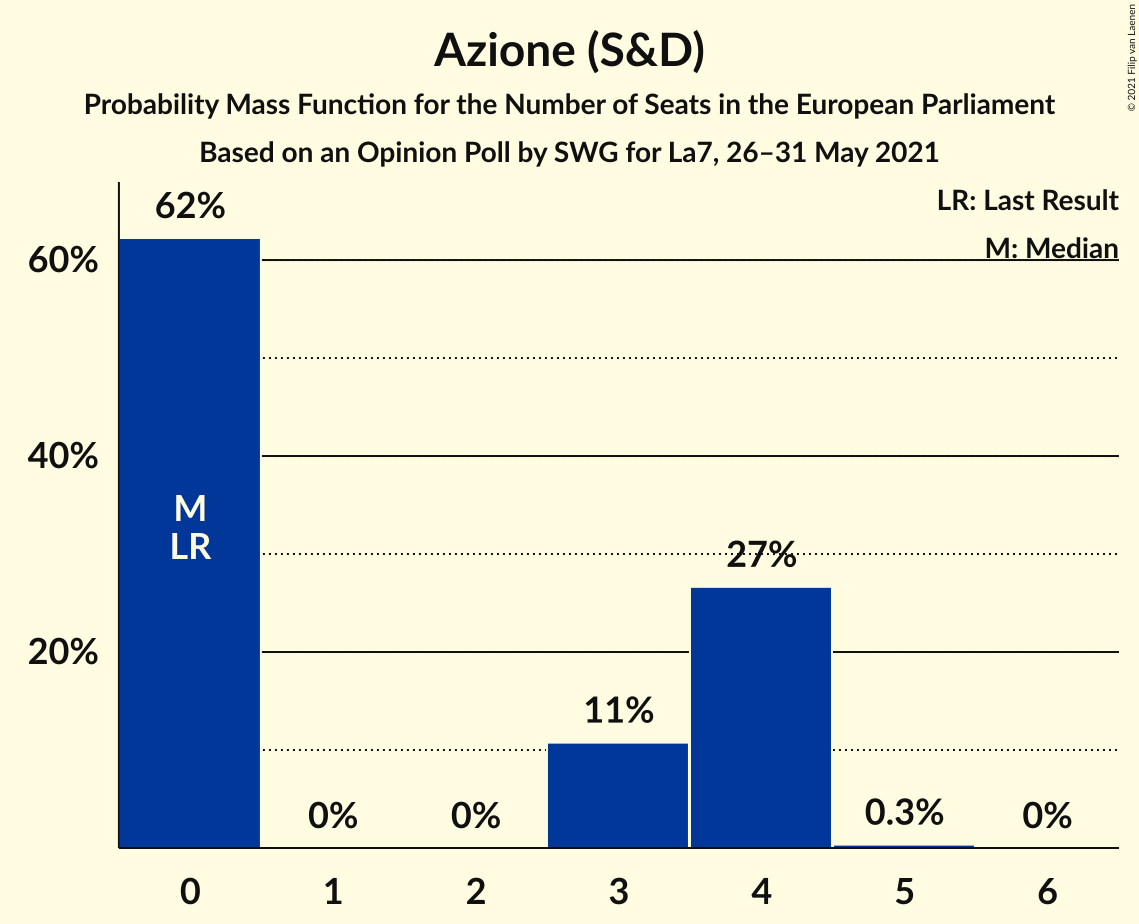 Azione (S&D)
Probability Mass Function for the Number of Seats in the European Parliament
Based on an Opinion Poll by SWG for La7, 26–31 May 2021
© 2021 Filip van Laenen
LR: Last Result
M: Median
62%
60%
40%
20%
M
LR
0%
0%
11%
27%
0.3%
0%
0
1
2
3
4
5
6